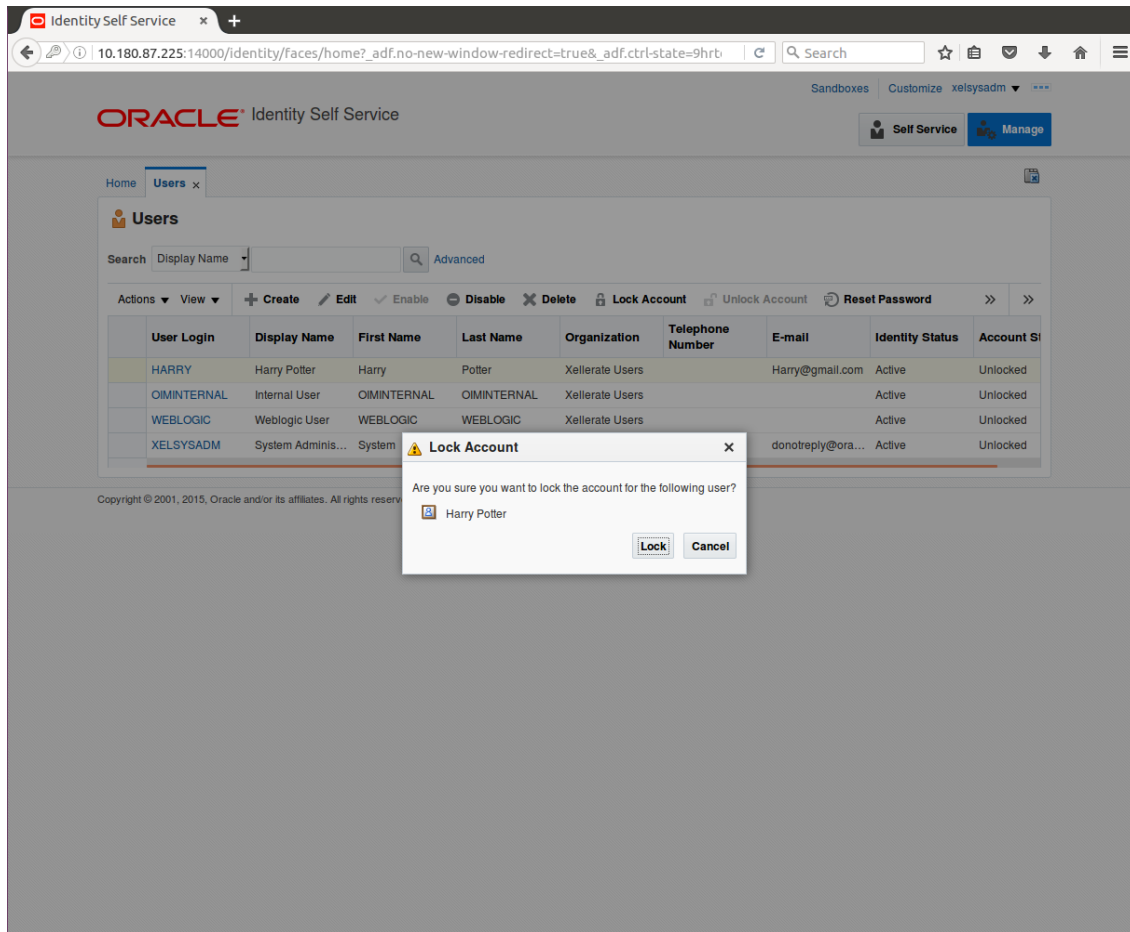 Identity Self Service
10.180.87.225:14000/identity/faces/home?_adf.no-new-window-redirect=true&_adf.ctrl-state=9hrt
Search
Sandboxes Customize xelsysadm
ORACLE Identity Self Service
Self Service Manage
Home Users
Users
Search Display Name Advanced
Actions View Create Edit Enable Disable Delete Lock Account Unlock Account Reset Password
User Login Display Name First Name Last Name Organization Telephone Number E-mail Identity Status Account St
HARRY Harry Potter Harry Potter Xellerate Users Harry@gmail.com Active Unlocked
OIMINTERNAL Internal User OIMINTERNAL OIMINTERNAL Xellerate Users Active Unlocked
WEBLOGIC Weblogic User WEBLOGIC WEBLOGIC Xellerate Users Active Unlocked
XELSYSADM System Adminis... System donotreply@ora... Active Unlocked
Lock Account
Are you sure you want to lock the account for the following user?
Harry Potter
Lock Cancel
Copyright © 2001, 2015, Oracle and/or its affiliates. All rights reserv